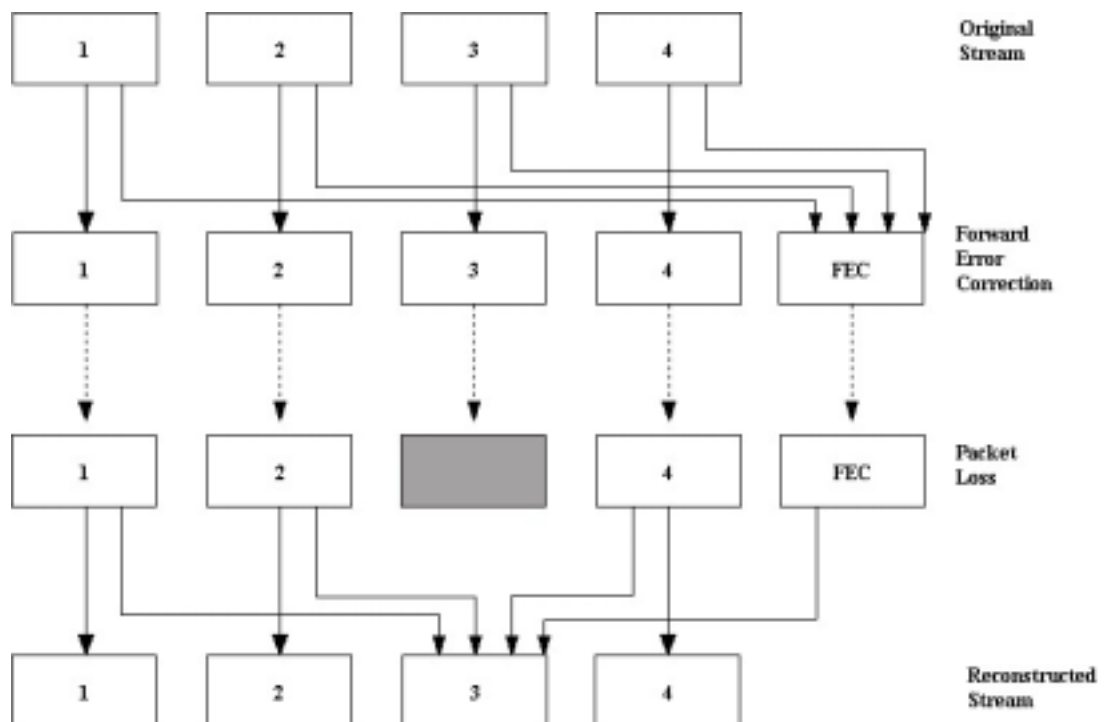 1 2 3 4 Original
Stream
1 2 3 4 FEC Forward
Error
Correction
1 2 4 FEC Packet
Loss
1 2 3 4 Reconstructed
Stream